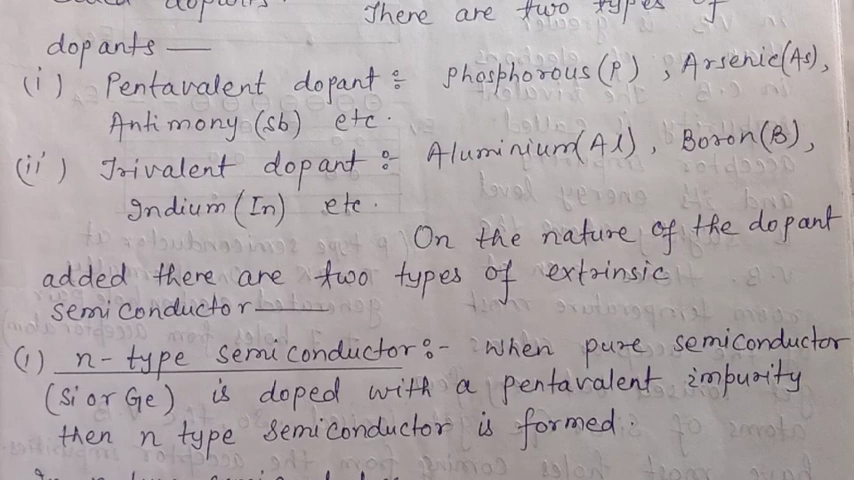 There are two types of
dopants —
(i) Pentavalent dopant :- phosphorous(P), Arsenic(As),
Antimony (Sb) etc.
(ii) Trivalent dopant :- Aluminium(Al), Boron(B),
Indium (In) etc.
On the nature of the dopant
added there are two types of extrinsic
semiconductor —
(1) n-type semiconductor :- when pure semiconductor
(Si or Ge) is doped with a pentavalent impurity
then n type semiconductor is formed.